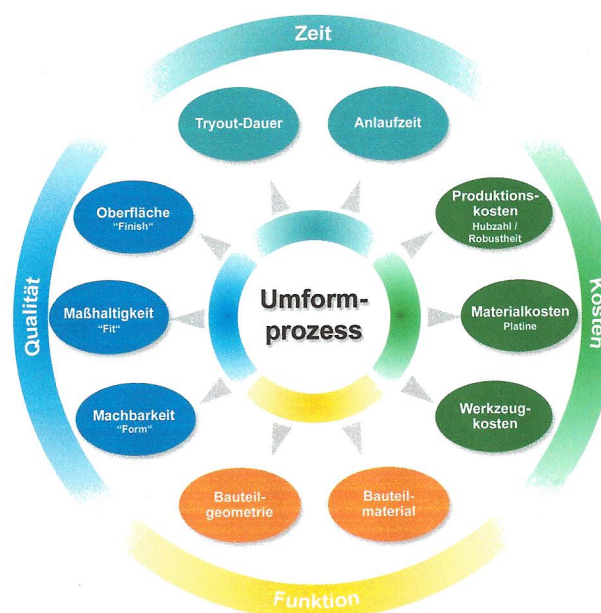 Zeit
Tryout-Dauer
Anlaufzeit
Oberfläche
"Finish"
Produktions-
kosten
Hubzahl /
Robustheit
Qualität
Maßhaltigkeit
"Fit"
Umform-
prozess
Materialkosten
Platine
Kosten
Machbarkeit
"Form"
Werkzeug-
kosten
Bauteil-
geometrie
Bauteil-
material
Funktion